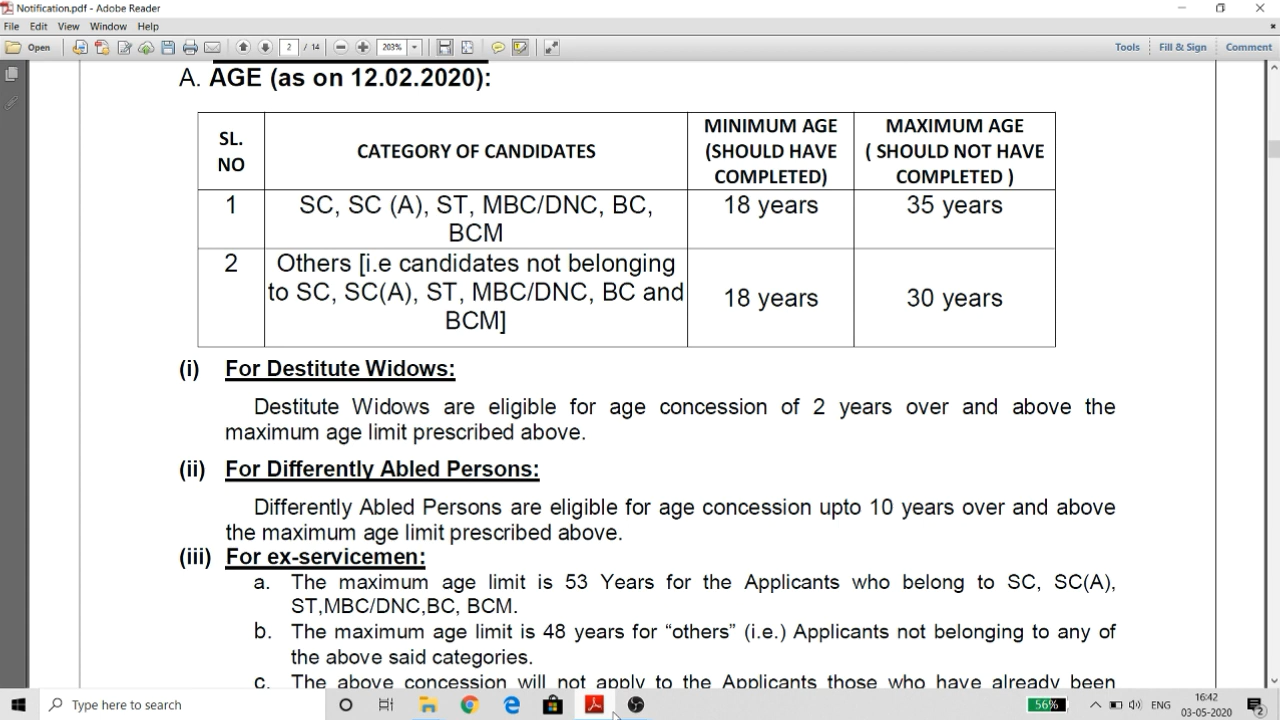 Notification.pdf - Adobe Reader
File Edit View Window Help
Open 2 / 14 203% Tools Fill & Sign Comment
A. AGE (as on 12.02.2020):
SL. NO CATEGORY OF CANDIDATES MINIMUM AGE (SHOULD HAVE COMPLETED) MAXIMUM AGE ( SHOULD NOT HAVE COMPLETED )
1 SC, SC (A), ST, MBC/DNC, BC, 18 years 35 years
BCM
2 Others [i.e candidates not belonging
to SC, SC(A), ST, MBC/DNC, BC and 18 years 30 years
BCM]
(i) For Destitute Widows:
Destitute Widows are eligible for age concession of 2 years over and above the
maximum age limit prescribed above.
(ii) For Differently Abled Persons:
Differently Abled Persons are eligible for age concession upto 10 years over and above
the maximum age limit prescribed above.
(iii) For ex-servicemen:
a. The maximum age limit is 53 Years for the Applicants who belong to SC, SC(A),
ST,MBC/DNC,BC, BCM.
b. The maximum age limit is 48 years for “others” (i.e.) Applicants not belonging to any of
the above said categories.
c. The above concession will not apply to the Applicants those who have already been
Type here to search 56% ENG 16:42
03-05-2020 2